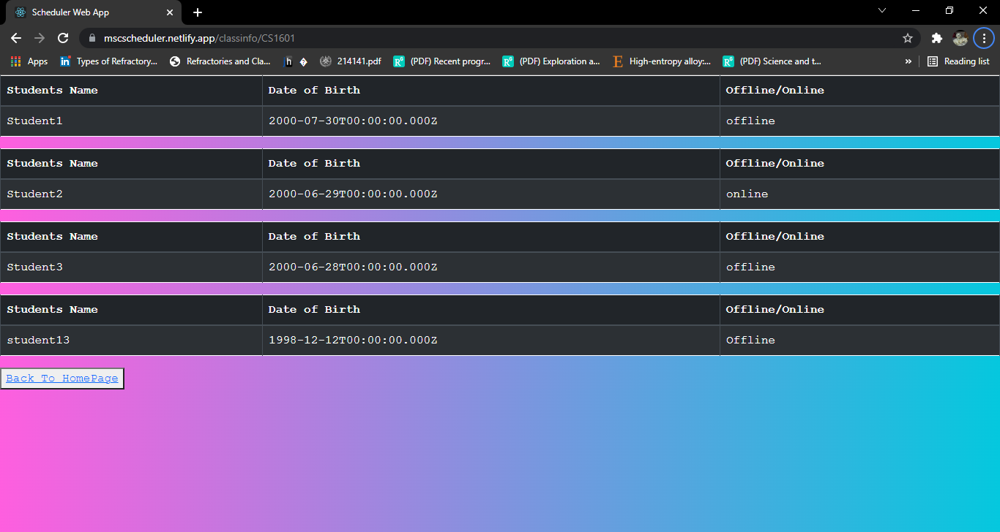 Scheduler Web App
mscscheduler.netlify.app/classinfo/CS1601
Apps Types of Refractory... Refractories and Cla... h 214141.pdf (PDF) Recent progr... (PDF) Exploration a... High-entropy alloy:... (PDF) Science and t... » Reading list
Students Name Date of Birth Offline/Online
Student1 2000-07-30T00:00:00.000Z offline
Students Name Date of Birth Offline/Online
Student2 2000-06-29T00:00:00.000Z online
Students Name Date of Birth Offline/Online
Student3 2000-06-28T00:00:00.000Z offline
Students Name Date of Birth Offline/Online
student13 1998-12-12T00:00:00.000Z Offline
Back To HomePage